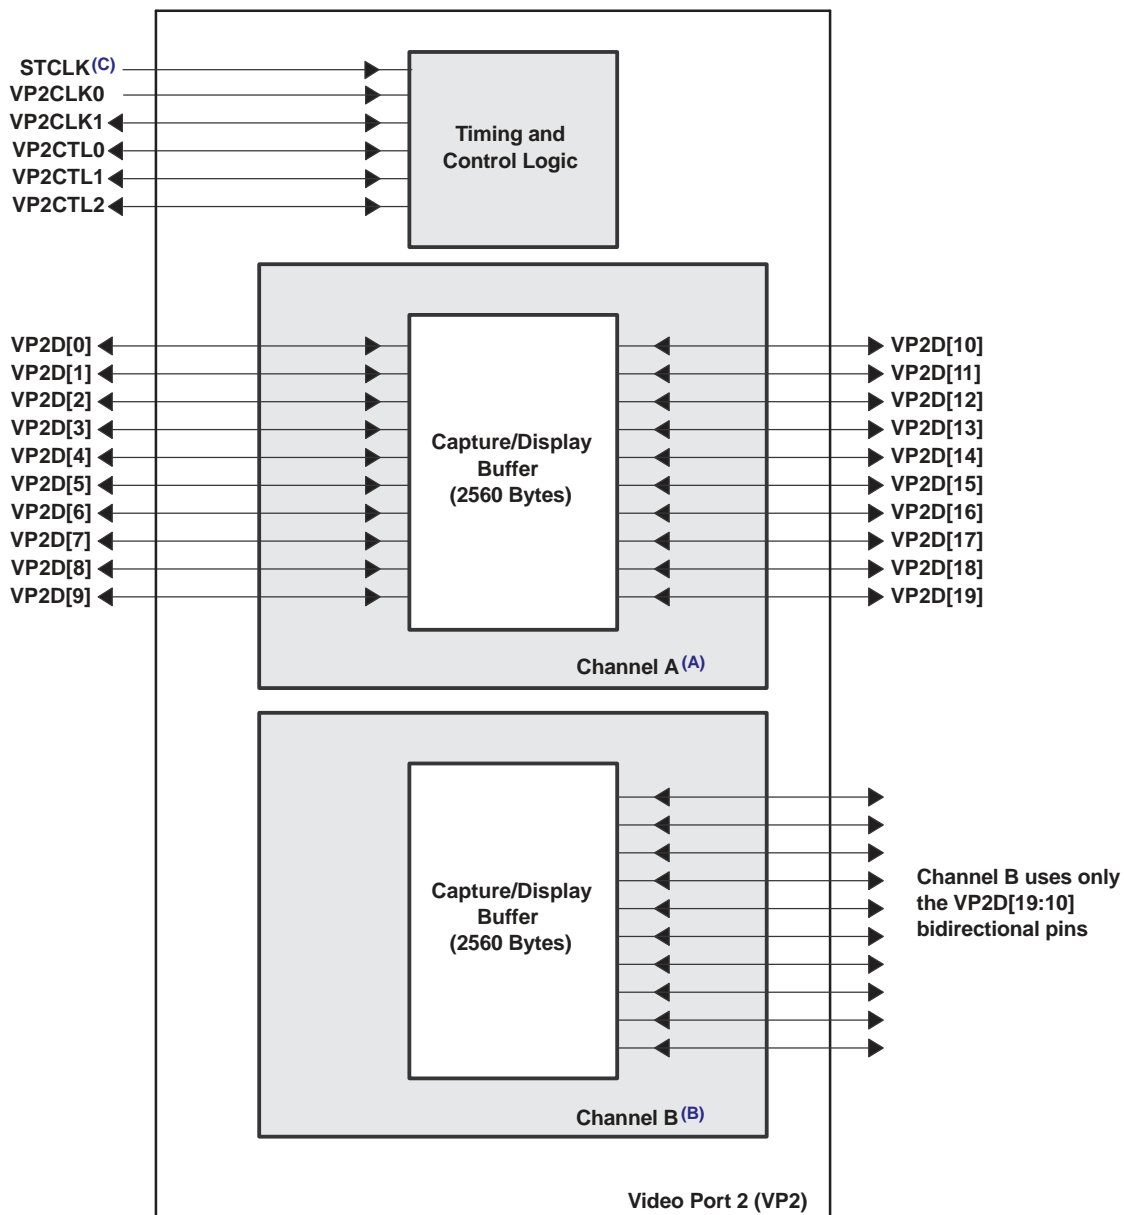 STCLK(C)
VP2CLK0
VP2CLK1
VP2CTL0
VP2CTL1
VP2CTL2
Timing and
Control Logic
VP2D[0]
VP2D[1]
VP2D[2]
VP2D[3]
VP2D[4]
VP2D[5]
VP2D[6]
VP2D[7]
VP2D[8]
VP2D[9]
Capture/Display
Buffer
(2560 Bytes)
VP2D[10]
VP2D[11]
VP2D[12]
VP2D[13]
VP2D[14]
VP2D[15]
VP2D[16]
VP2D[17]
VP2D[18]
VP2D[19]
Channel A(A)
Capture/Display
Buffer
(2560 Bytes)
Channel B uses only
the VP2D[19:10]
bidirectional pins
Channel B(B)
Video Port 2 (VP2)